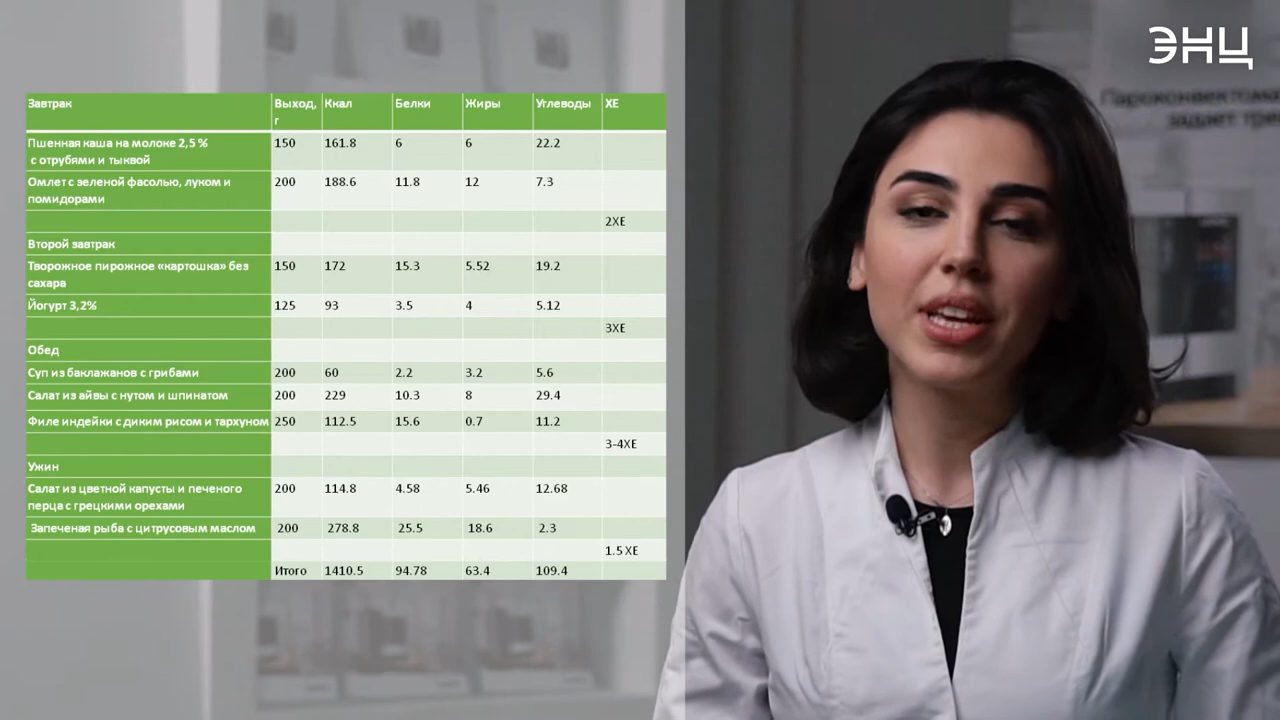 ЭНЦ
Пароконвектома
задает тре
Завтрак Выход, г Ккал Белки Жиры Углеводы ХЕ
Пшенная каша на молоке 2,5 % 150 161.8 6 6 22.2
с отрубями и тыквой
Омлет с зеленой фасолью, луком и 200 188.6 11.8 12 7.3
помидорами
2ХЕ
Второй завтрак
Творожное пирожное «картошка» без 150 172 15.3 5.52 19.2
сахара
Йогурт 3,2% 125 93 3.5 4 5.12
3ХЕ
Обед
Суп из баклажанов с грибами 200 60 2.2 3.2 5.6
Салат из айвы с нутом и шпинатом 200 229 10.3 8 29.4
Филе индейки с диким рисом и тархуном 250 112.5 15.6 0.7 11.2
3-4ХЕ
Ужин
Салат из цветной капусты и печеного 200 114.8 4.58 5.46 12.68
перца с грецкими орехами
Запеченая рыба с цитрусовым маслом 200 278.8 25.5 18.6 2.3
1.5 ХЕ
Итого 1410.5 94.78 63.4 109.4